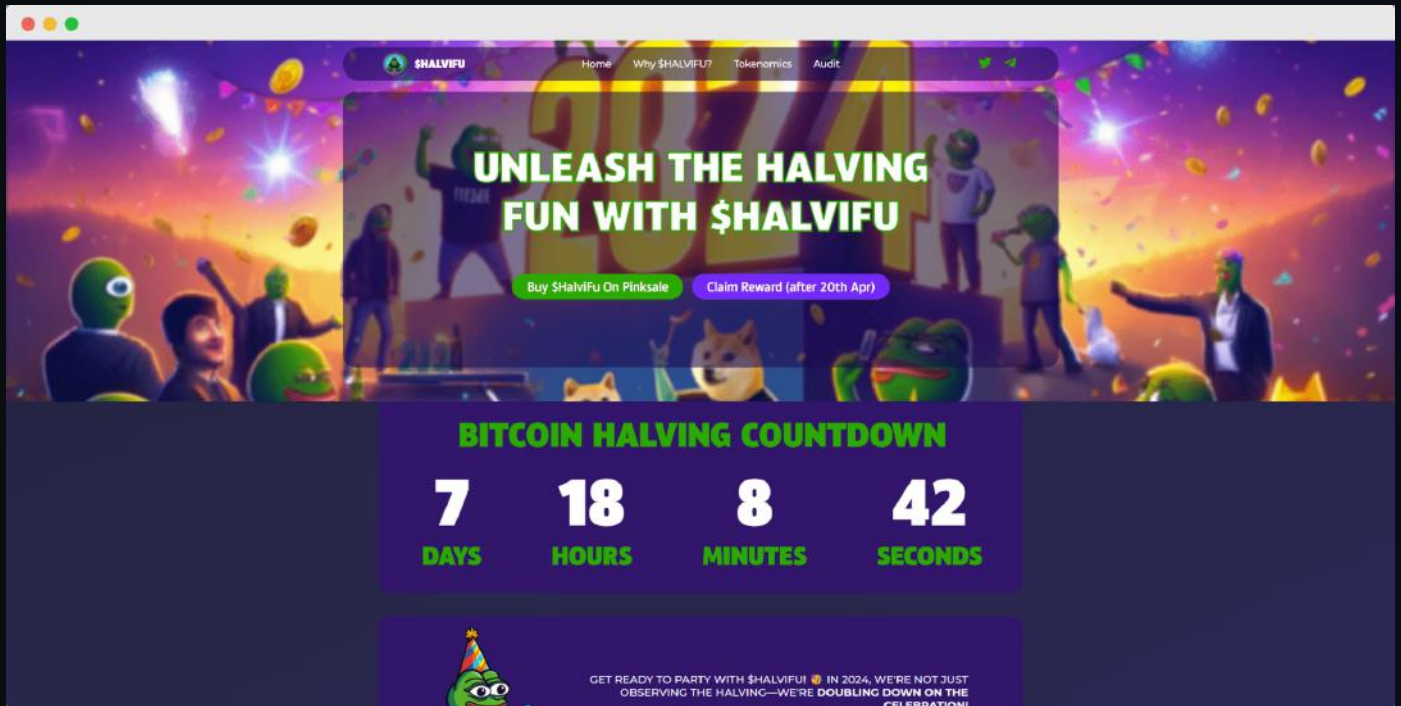 $HALVIFU
Home Why $HALVIFU? Tokenomics Audit
2024
UNLEASH THE HALVING
FUN WITH $HALVIFU
Buy $HalviFu On Pinksale Claim Reward (after 20th Apr)
BITCOIN HALVING COUNTDOWN
7 18 8 42
DAYS HOURS MINUTES SECONDS
GET READY TO PARTY WITH $HALVIFU! 🥳 IN 2024, WE'RE NOT JUST
OBSERVING THE HALVING—WE'RE DOUBLING DOWN ON THE
CELEBRATION!